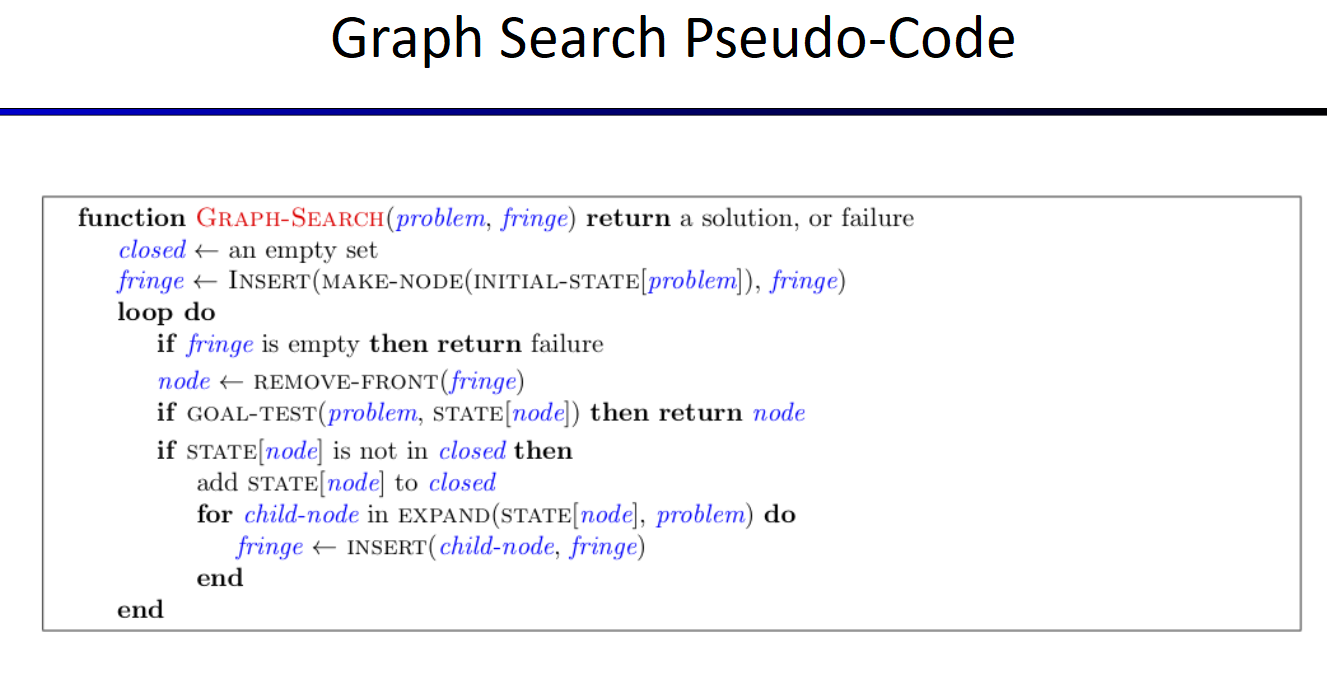 Graph Search Pseudo-Code
function GRAPH-SEARCH(problem, fringe) return a solution, or failure
closed ← an empty set
fringe ← INSERT(MAKE-NODE(INITIAL-STATE[problem]), fringe)
loop do
if fringe is empty then return failure
node ← REMOVE-FRONT(fringe)
if GOAL-TEST(problem, STATE[node]) then return node
if STATE[node] is not in closed then
add STATE[node] to closed
for child-node in EXPAND(STATE[node], problem) do
fringe ← INSERT(child-node, fringe)
end
end